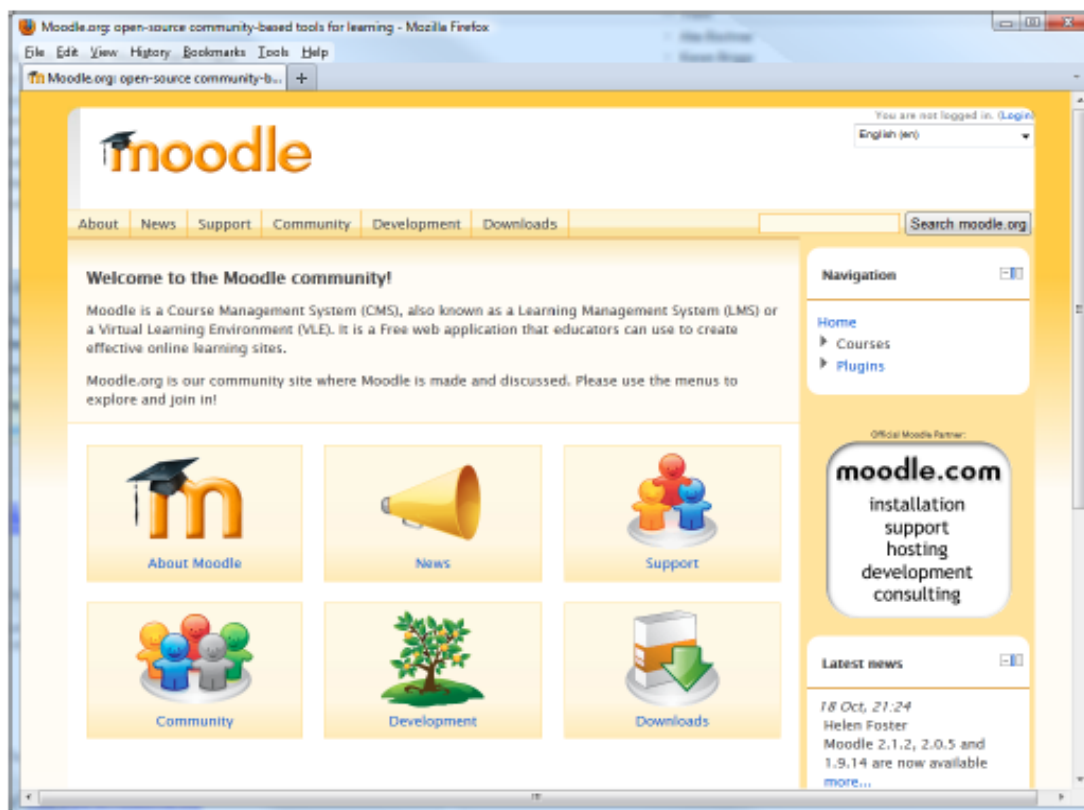 Moodle.org: open-source community-based tools for learning - Mozilla Firefox
File Edit View History Bookmarks Tools Help
Moodle.org: open-source community-b...
You are not logged in. (Login)
moodle
English (en)
About News Support Community Development Downloads Search moodle.org
Welcome to the Moodle community!
Moodle is a Course Management System (CMS), also known as a Learning Management System (LMS) or
a Virtual Learning Environment (VLE). It is a Free web application that educators can use to create
effective online learning sites.
Moodle.org is our community site where Moodle is made and discussed. Please use the menus to
explore and join in!
m
About Moodle
News
Support
Community
Development
Downloads
Navigation
Home
Courses
Plugins
Official Moodle Partner:
moodle.com
installation
support
hosting
development
consulting
Latest news
18 Oct, 21:24
Helen Foster
Moodle 2.1.2, 2.0.5 and
1.9.14 are now available
more...